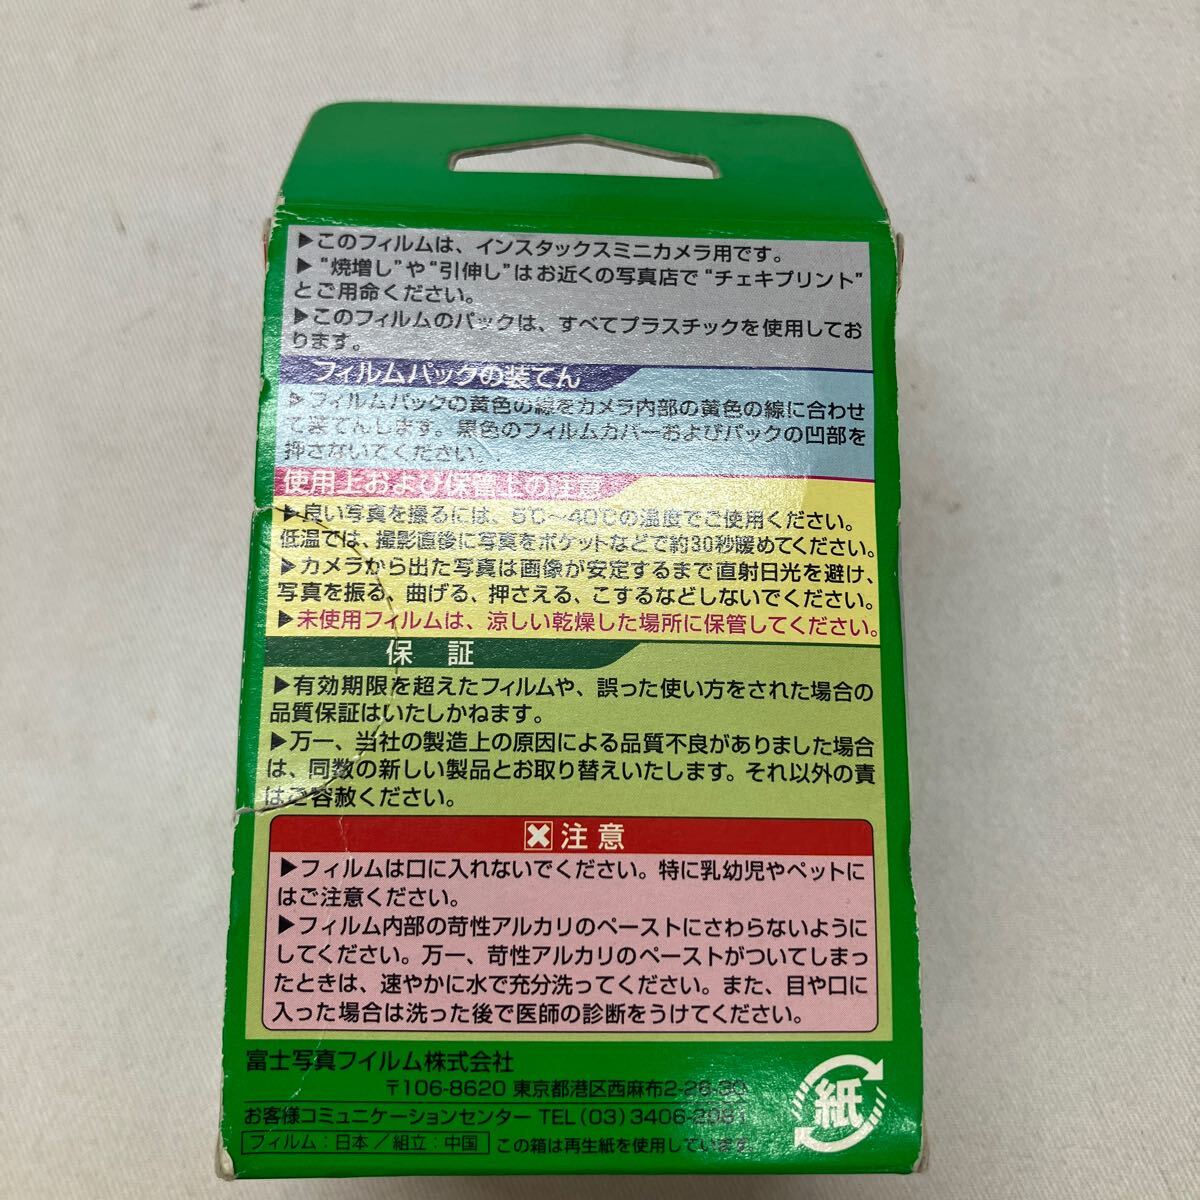 ▶このフィルムは、インスタックスミニカメラ用です。
▶“焼増し”や“引伸し”はお近くの写真店で“チェキプリント”
とご用命ください。
▶このフィルムのパックは、すべてプラスチックを使用してお
ります。
フィルムパックの装てん
▶フィルムパックの黄色の線をカメラ内部の黄色の線に合わせ
て装てんします。黒色のフィルムカバーおよびパックの凹部を
押さないでください。
使用上および保管上の注意
▶良い写真を撮るには、5℃〜40℃の温度でご使用ください。
低温では、撮影直後に写真をポケットなどで約30秒暖めてください。
▶カメラから出た写真は画像が安定するまで直射日光を避け、
写真を振る、曲げる、押さえる、こするなどしないでください。
▶未使用フィルムは、涼しい乾燥した場所に保管してください。
保 証
▶有効期限を超えたフィルムや、誤った使い方をされた場合の
品質保証はいたしかねます。
▶万一、当社の製造上の原因による品質不良がありました場合
は、同数の新しい製品とお取り替えいたします。それ以外の責
はご容赦ください。
注意
▶フィルムは口に入れないでください。特に乳幼児やペットに
はご注意ください。
▶フィルム内部の苛性アルカリのペーストにさわらないように
してください。万一、苛性アルカリのペーストがついてしまっ
たときは、速やかに水で充分洗ってください。また、目や口に
入った場合は洗った後で医師の診断をうけてください。
富士写真フイルム株式会社
〒106-8620 東京都港区西麻布2-26-30
お客様コミュニケーションセンター TEL(03)3406-2981
フィルム：日本／組立：中国 この箱は再生紙を使用しています。
紙